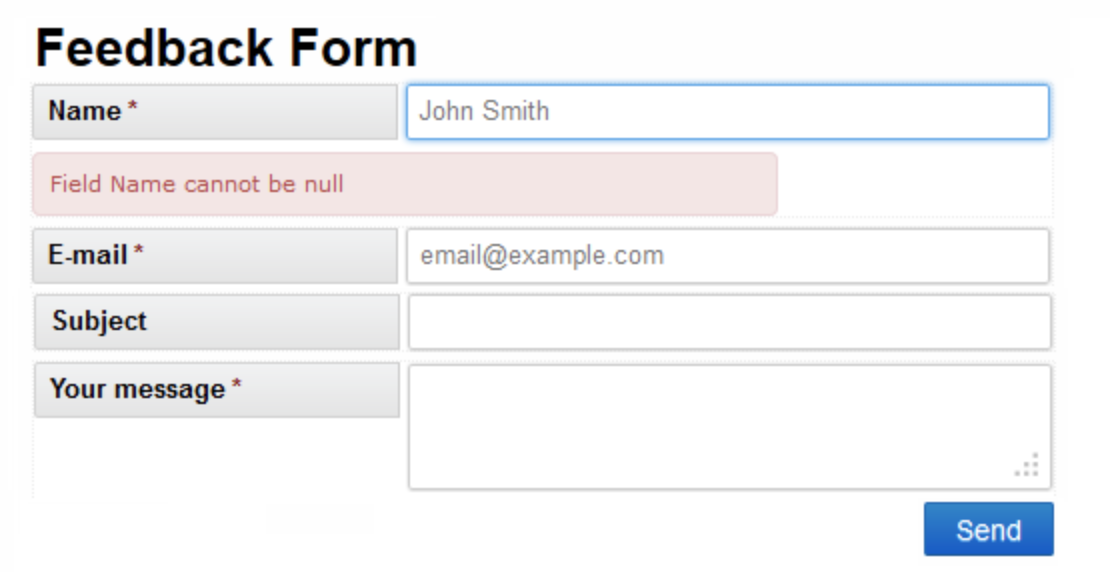 Feedback Form
Name * John Smith
Field Name cannot be null
E-mail * email@example.com
Subject
Your message *
Send